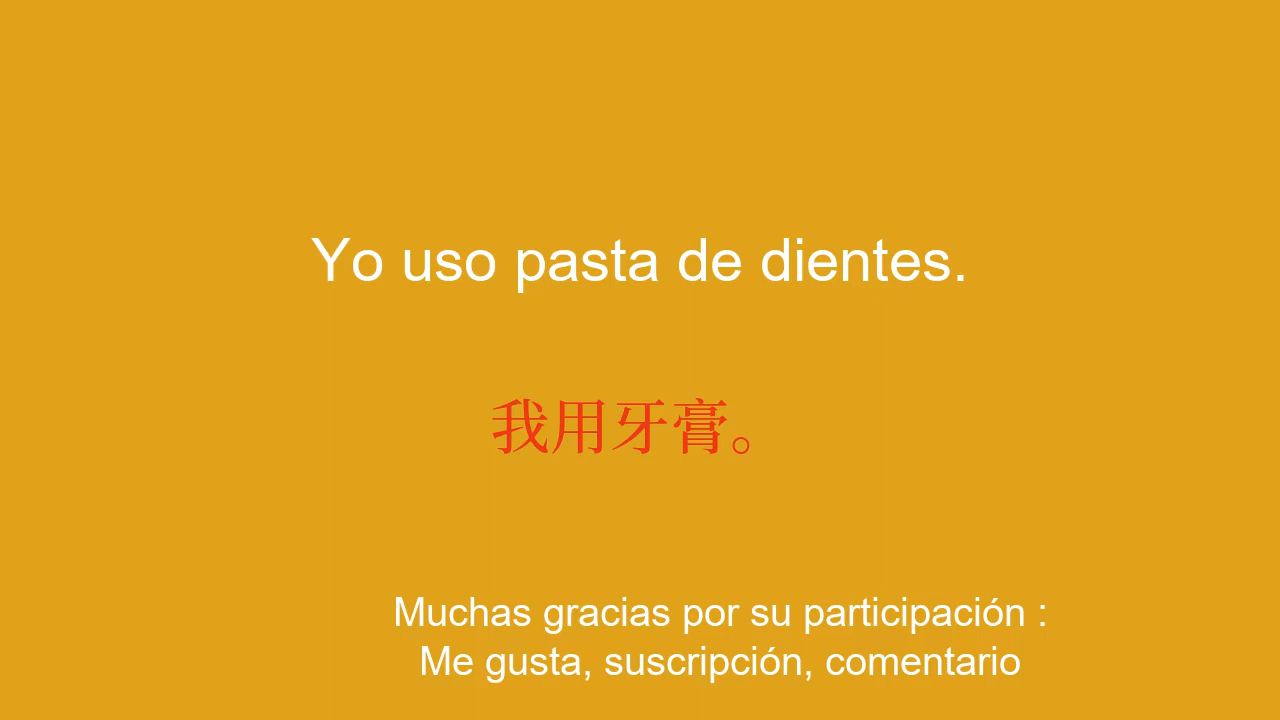 Yo uso pasta de dientes.
我用牙膏。
Muchas gracias por su participación :
Me gusta, suscripción, comentario